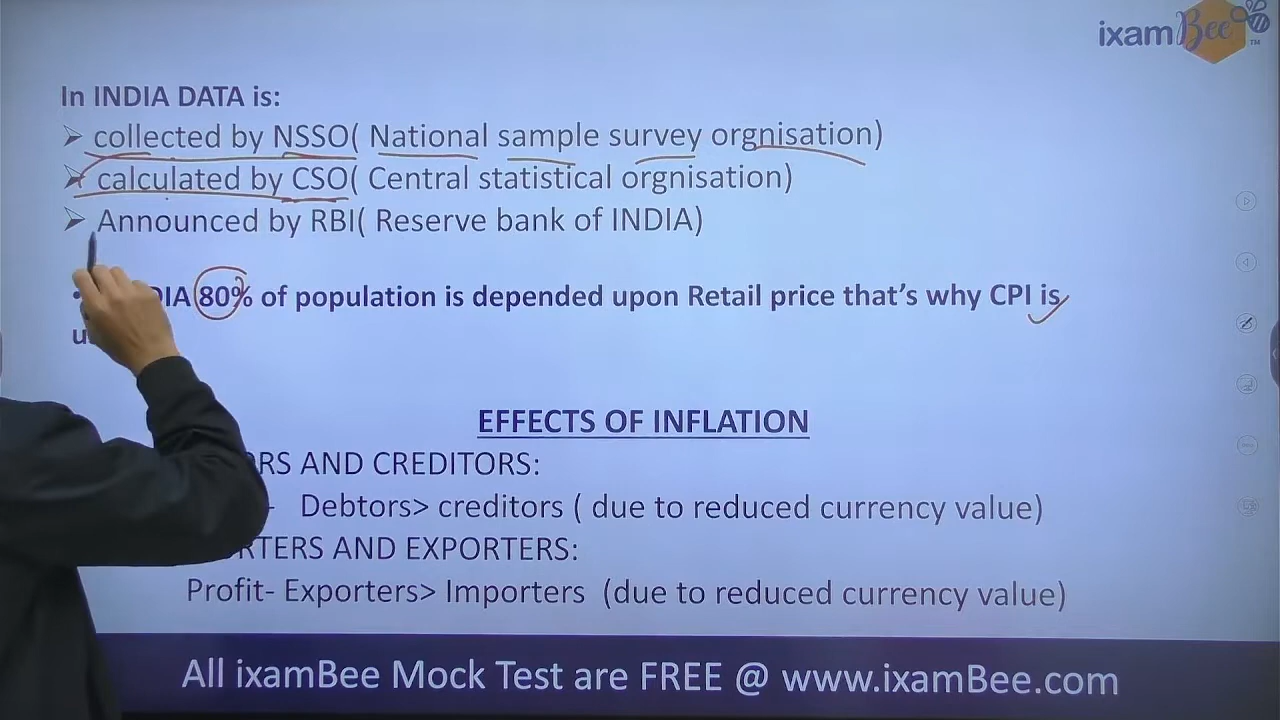 ixamBee
TM
In INDIA DATA is:
➢ collected by NSSO( National sample survey orgnisation)
➢ calculated by CSO( Central statistical orgnisation)
➢ Announced by RBI( Reserve bank of INDIA)
80% of population is depended upon Retail price that's why CPI is
EFFECTS OF INFLATION
AND CREDITORS:
- Debtors> creditors ( due to reduced currency value)
AND EXPORTERS:
Profit- Exporters> Importers (due to reduced currency value)
All ixamBee Mock Test are FREE @ www.ixamBee.com